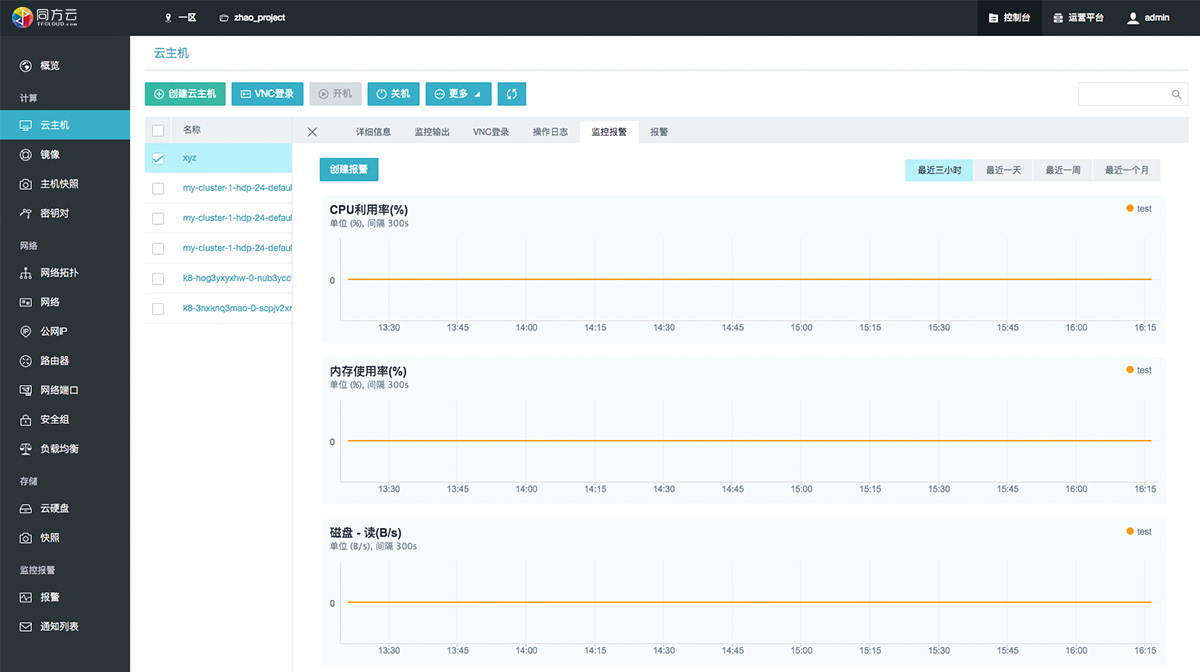 同方云
TFCLOUD.com
一区
zhao_project
控制台
运营平台
admin
概览
计算
云主机
镜像
主机快照
密钥对
网络
网络拓扑
网络
公网IP
路由器
网络端口
安全组
负载均衡
存储
云硬盘
快照
监控报警
报警
通知列表
云主机
创建云主机
VNC登录
开机
关机
更多
名称
xyz
my-cluster-1-hdp-24-defaul
my-cluster-1-hdp-24-defaul
my-cluster-1-hdp-24-defaul
k8-hog3yxyxhw-0-nub3ycc
k8-3nxknq3mao-0-scpjv2xr
详细信息
监控输出
VNC登录
操作日志
监控报警
报警
创建报警
最近三小时
最近一天
最近一周
最近一个月
CPU利用率(%)
单位 (%), 间隔 300s
test
0
13:30 13:45 14:00 14:15 14:30 14:45 15:00 15:15 15:30 15:45 16:00 16:15
内存使用率(%)
单位 (%), 间隔 300s
test
0
13:30 13:45 14:00 14:15 14:30 14:45 15:00 15:15 15:30 15:45 16:00 16:15
磁盘 - 读(B/s)
单位 (B/s), 间隔 300s
test
0
13:30 13:45 14:00 14:15 14:30 14:45 15:00 15:15 15:30 15:45 16:00 16:15